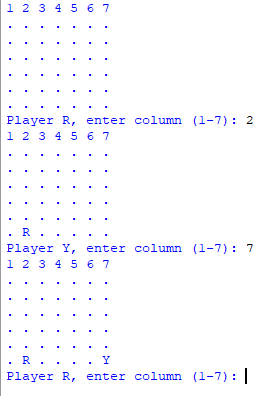 1 2 3 4 5 6 7
. . . . . . .
. . . . . . .
. . . . . . .
. . . . . . .
. . . . . . .
. . . . . . .
Player R, enter column (1-7): 2
1 2 3 4 5 6 7
. . . . . . .
. . . . . . .
. . . . . . .
. . . . . . .
. . . . . . .
. R . . . . .
Player Y, enter column (1-7): 7
1 2 3 4 5 6 7
. . . . . . .
. . . . . . .
. . . . . . .
. . . . . . .
. . . . . . .
. R . . . . Y
Player R, enter column (1-7):